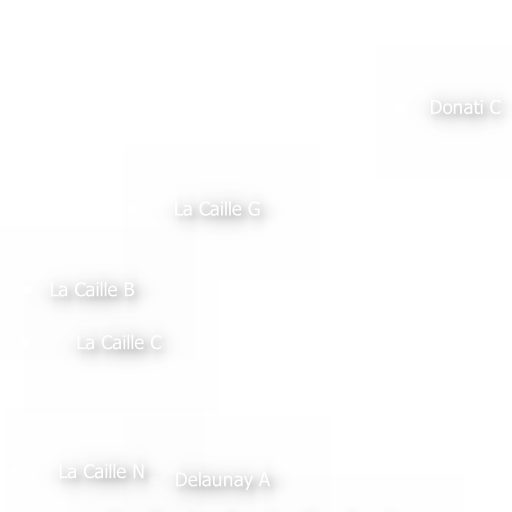 Donati C
La Caille G
La Caille B
La Caille C
La Caille N
Delaunay A